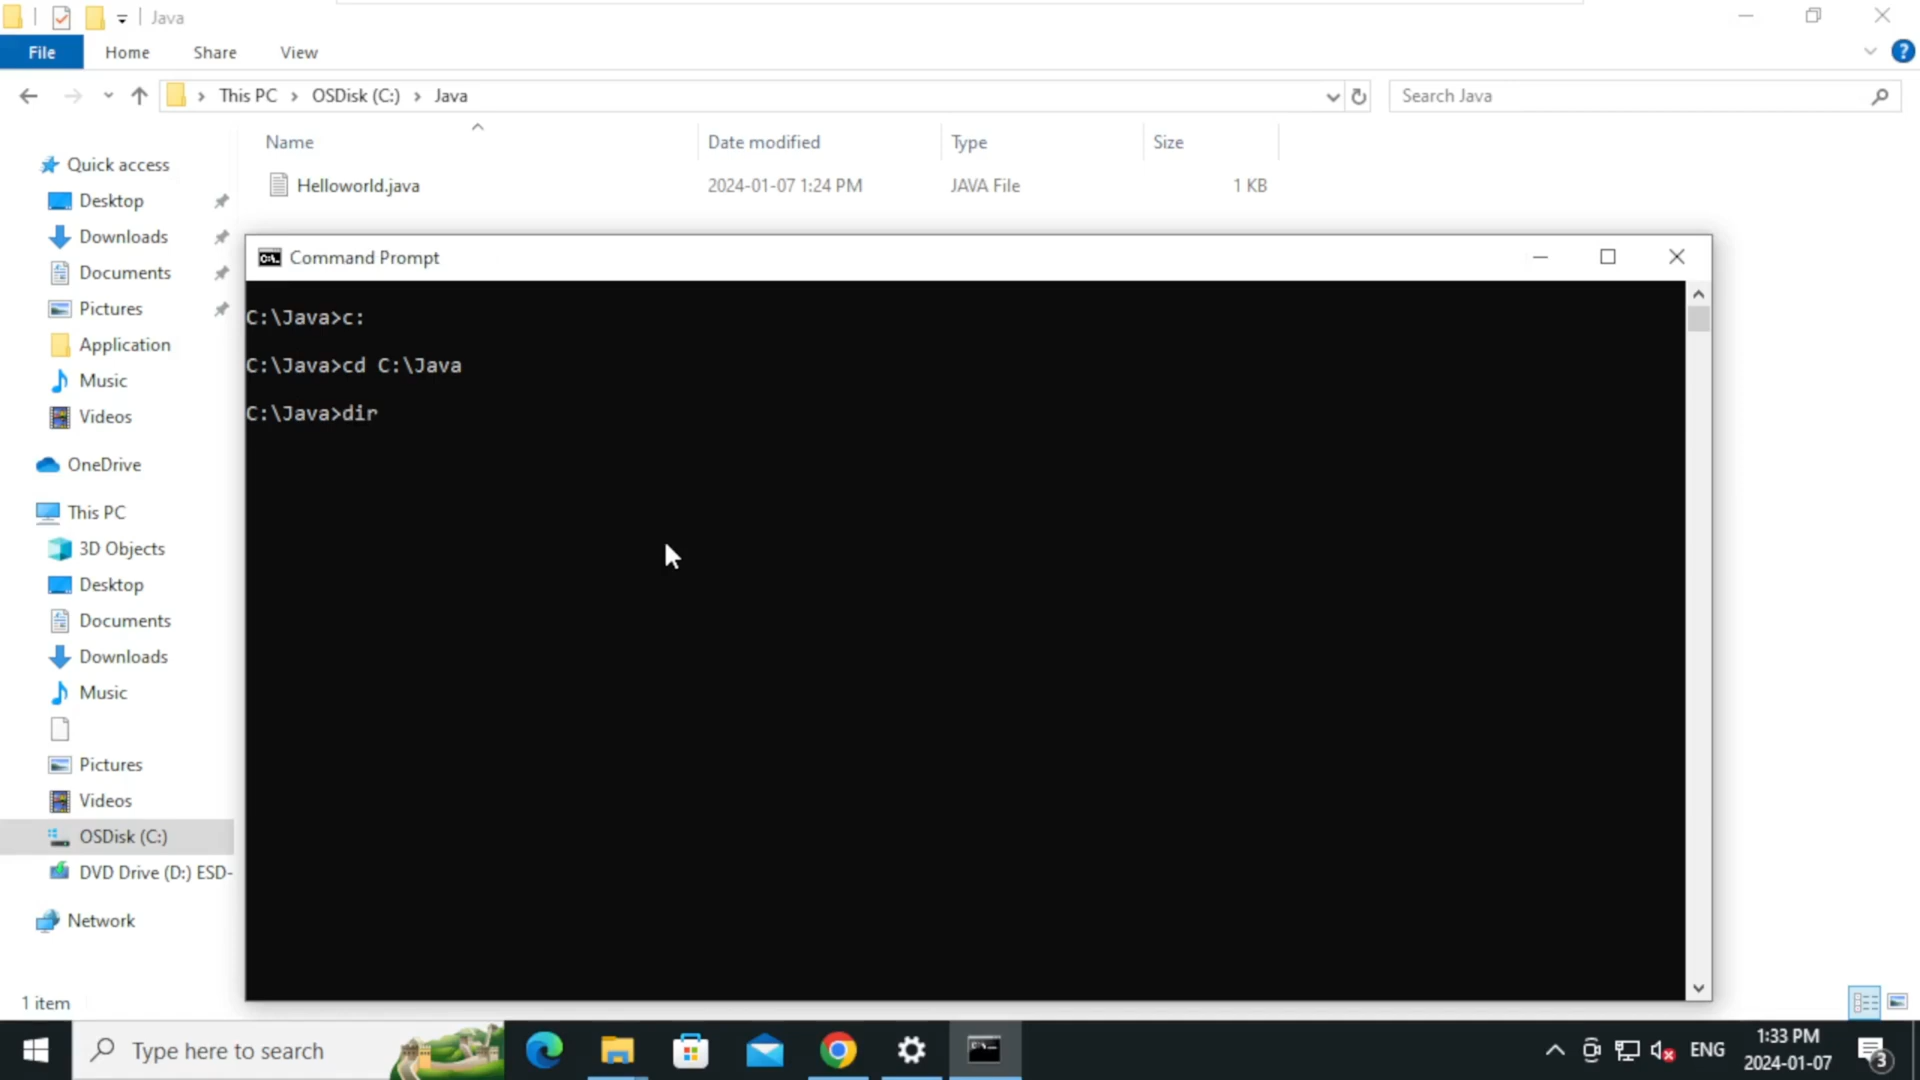 Java
File Home Share View
This PC OSDisk (C:) Java
Search Java
Name Date modified Type Size
Helloworld.java 2024-01-07 1:24 PM JAVA File 1 KB
Quick access
Desktop
Downloads
Documents
Pictures
Application
Music
Videos
OneDrive
This PC
3D Objects
Desktop
Documents
Downloads
Music
Pictures
Videos
OSDisk (C:)
DVD Drive (D:) ESD-
Network
1 item
Command Prompt
C:\Java>c:
C:\Java>cd C:\Java
C:\Java>dir
Type here to search
ENG
1:33 PM
2024-01-07
3